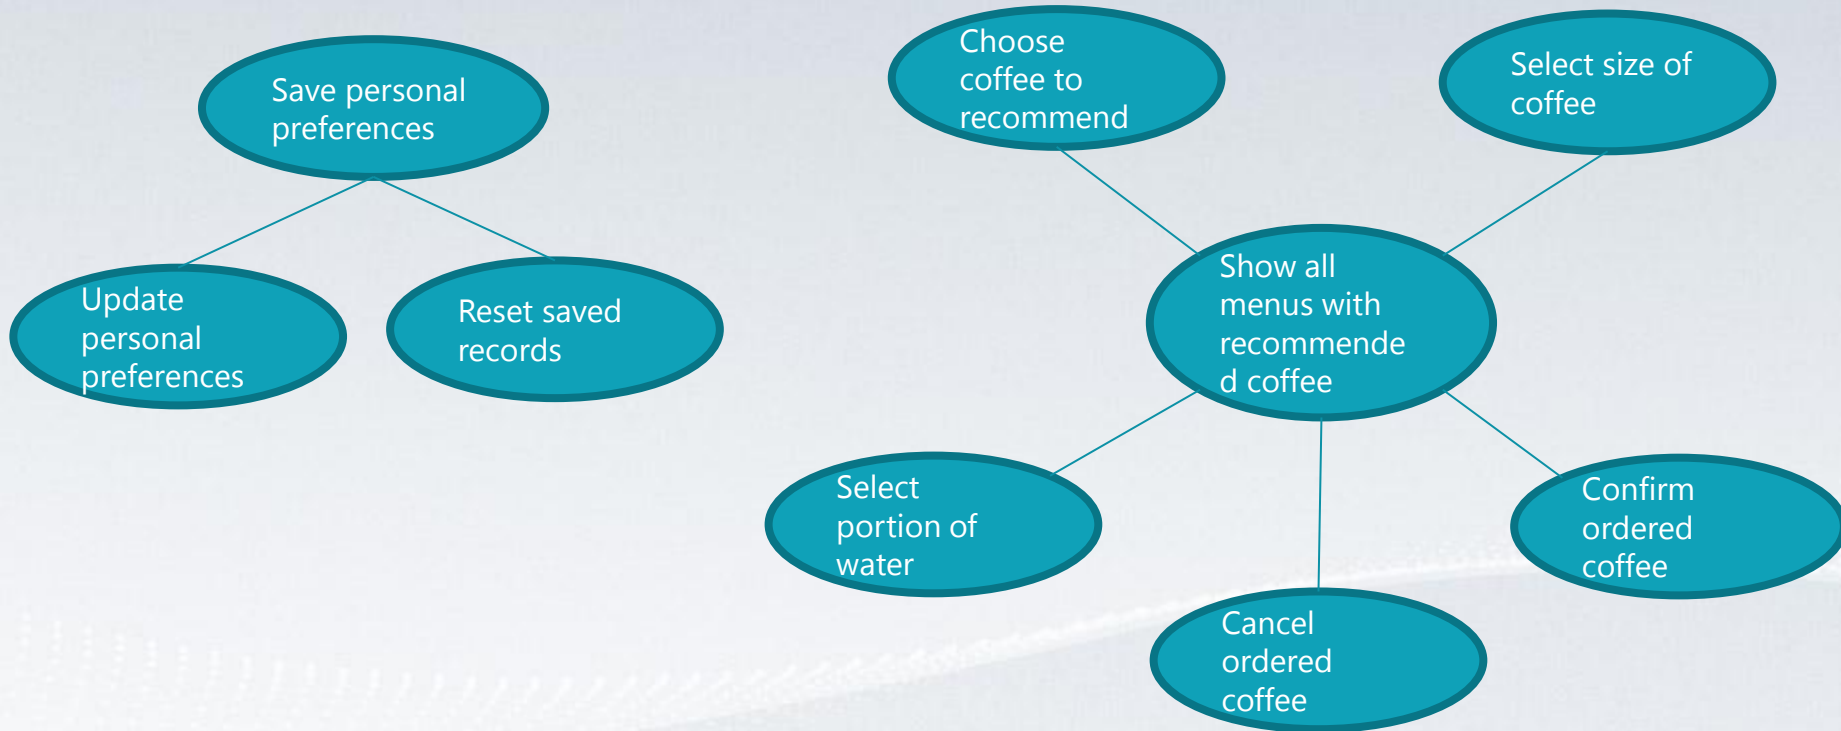 Save personal
preferences
Update
personal
preferences
Reset saved
records
Choose
coffee to
recommend
Select size of
coffee
Show all
menus with
recommende
d coffee
Select
portion of
water
Cancel
ordered
coffee
Confirm
ordered
coffee